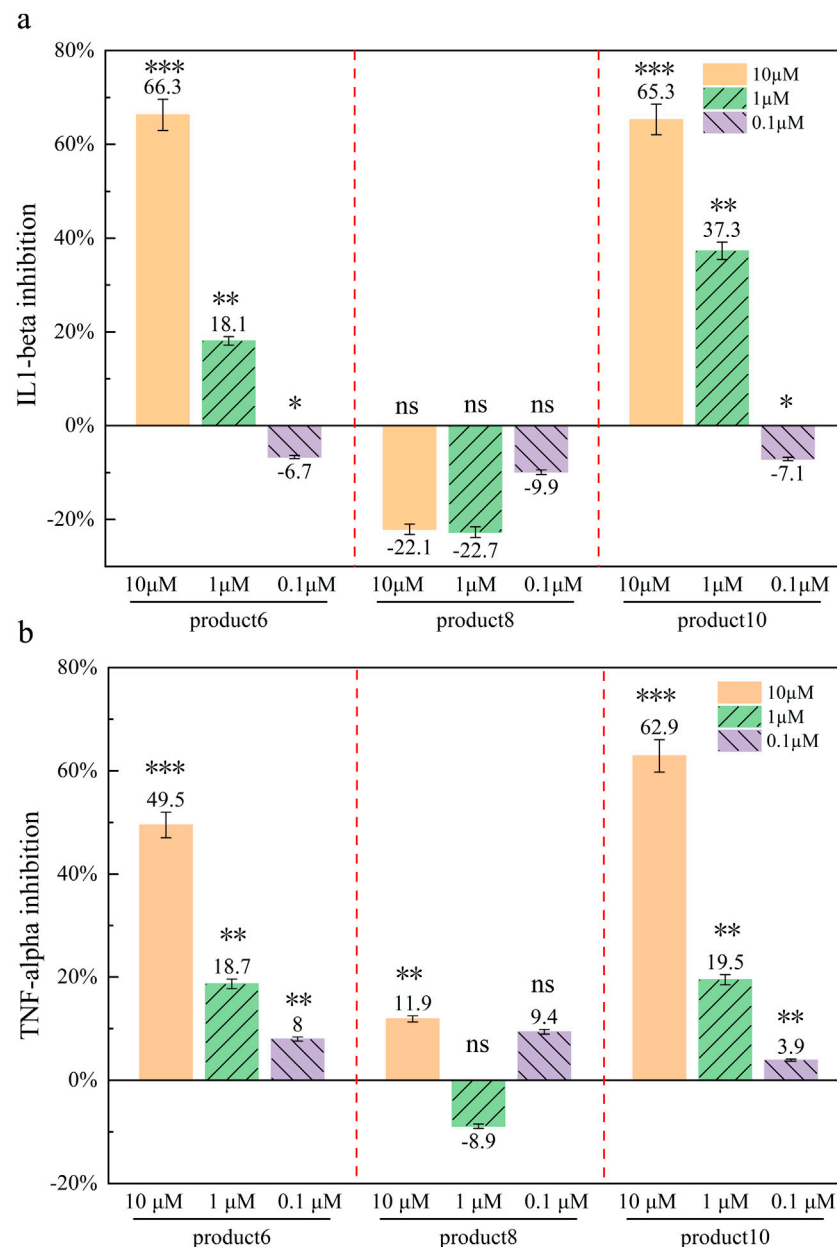 a
80%
60%
40%
20%
0%
-20%
IL1-beta inhibition
***
66.3
**
18.1
*
-6.7
ns
ns
ns
-22.1
-22.7
-9.9
***
65.3
**
37.3
*
-7.1
10μM
1μM
0.1μM
10μM 1μM 0.1μM 10μM 1μM 0.1μM 10μM 1μM 0.1μM
product6 product8 product10
b
80%
60%
40%
20%
0%
-20%
TNF-alpha inhibition
***
49.5
**
18.7
**
8
**
11.9
ns
-8.9
ns
9.4
***
62.9
**
19.5
**
3.9
10μM
1μM
0.1μM
10 μM 1 μM 0.1 μM 10 μM 1 μM 0.1 μM 10 μM 1 μM 0.1 μM
product6 product8 product10